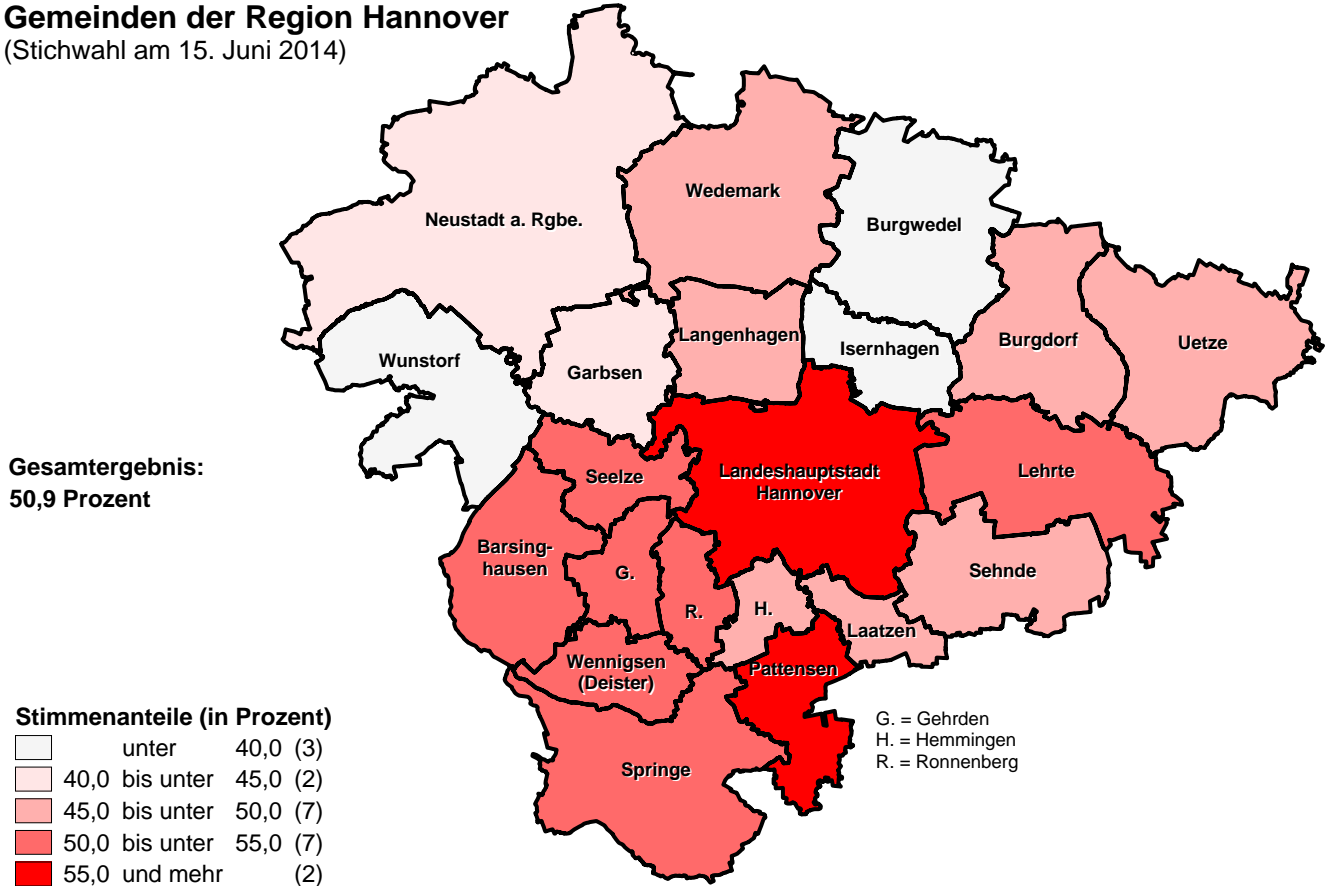 Gemeinden der Region Hannover
(Stichwahl am 15. Juni 2014)
Wedemark
Neustadt a. Rgbe.
Burgwedel
Langenhagen
Isernhagen
Burgdorf
Uetze
Wunstorf
Garbsen
Gesamtergebnis:
50,9 Prozent
Seelze
Landeshauptstadt
Hannover
Lehrte
Barsing-
hausen
G.
Sehnde
R.
H.
Laatzen
Wennigsen
(Deister)
Pattensen
Springe
G. = Gehrden
H. = Hemmingen
R. = Ronnenberg
Stimmenanteile (in Prozent)
unter 40,0 (3)
40,0 bis unter 45,0 (2)
45,0 bis unter 50,0 (7)
50,0 bis unter 55,0 (7)
55,0 und mehr (2)